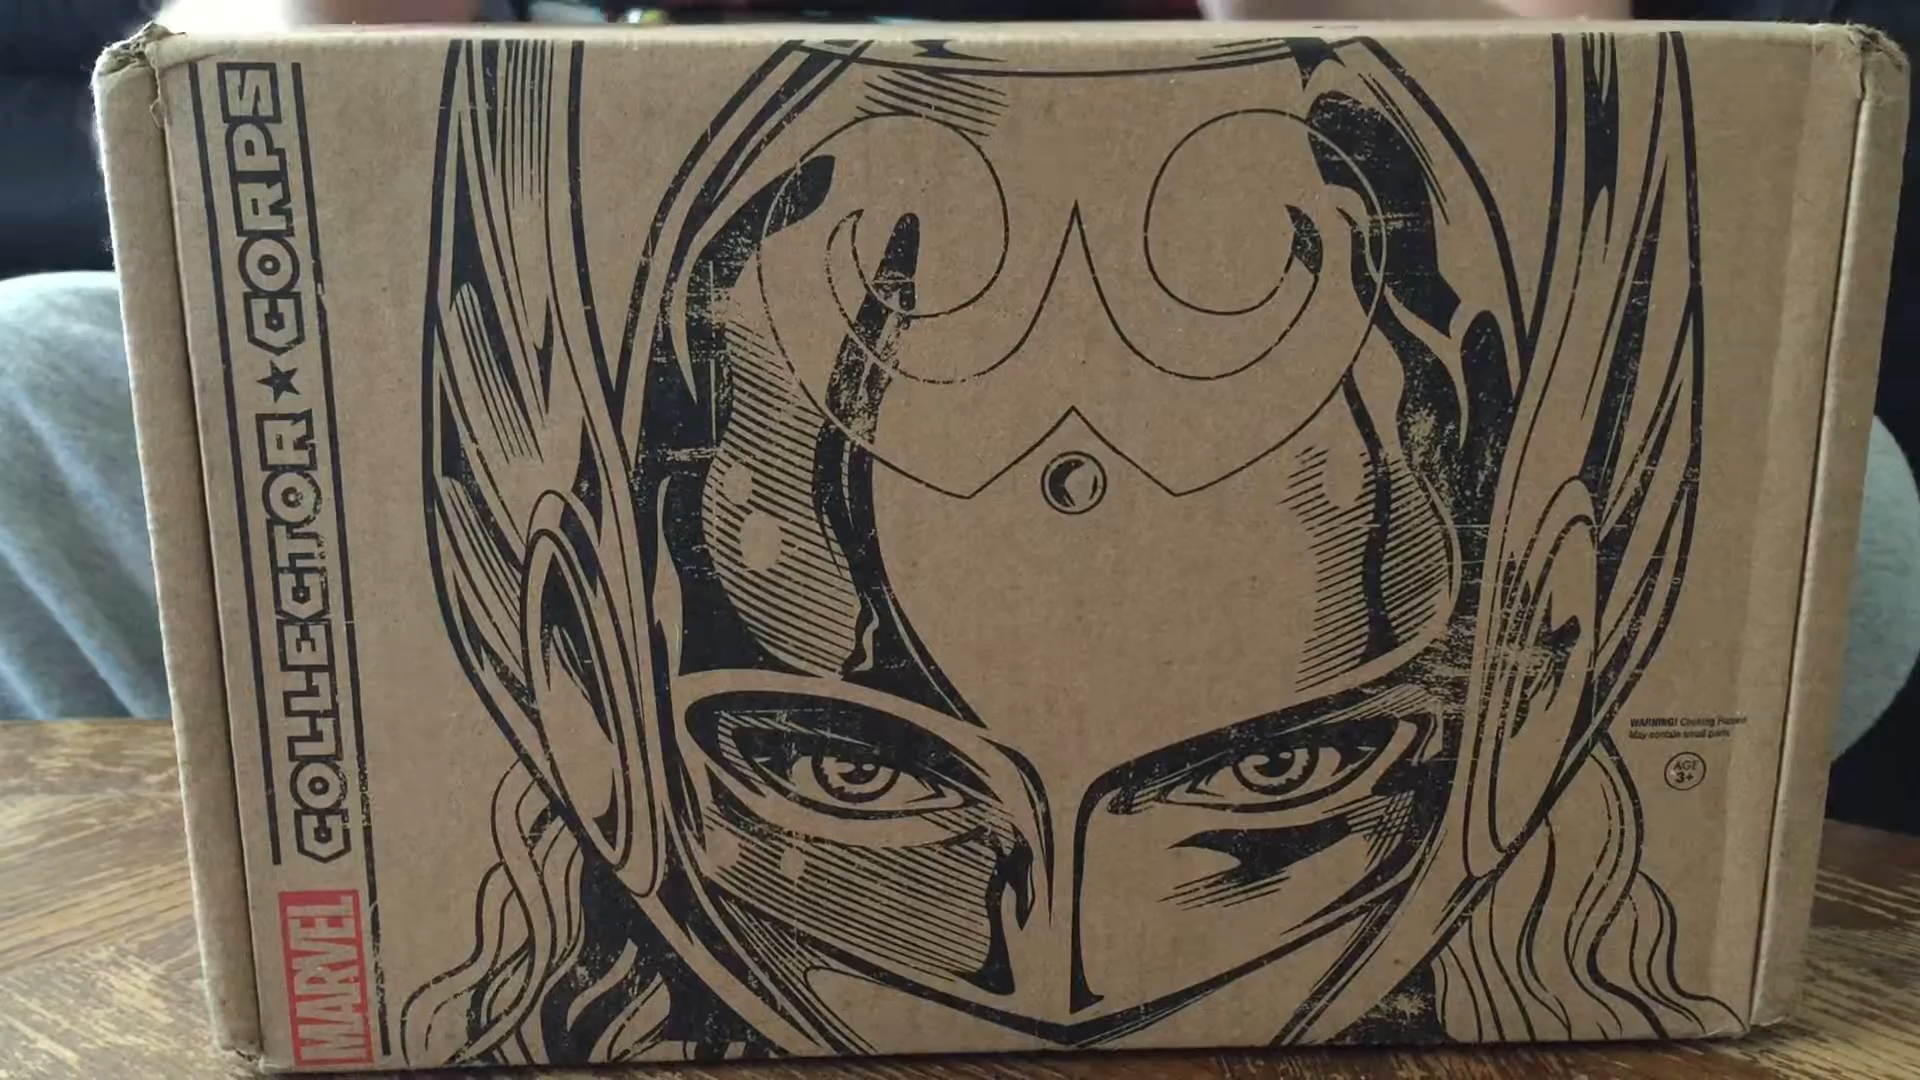 MARVEL
COLLECTOR ★ CORPS
WARNING! Choking Hazard
May contain small parts
AGE
3+